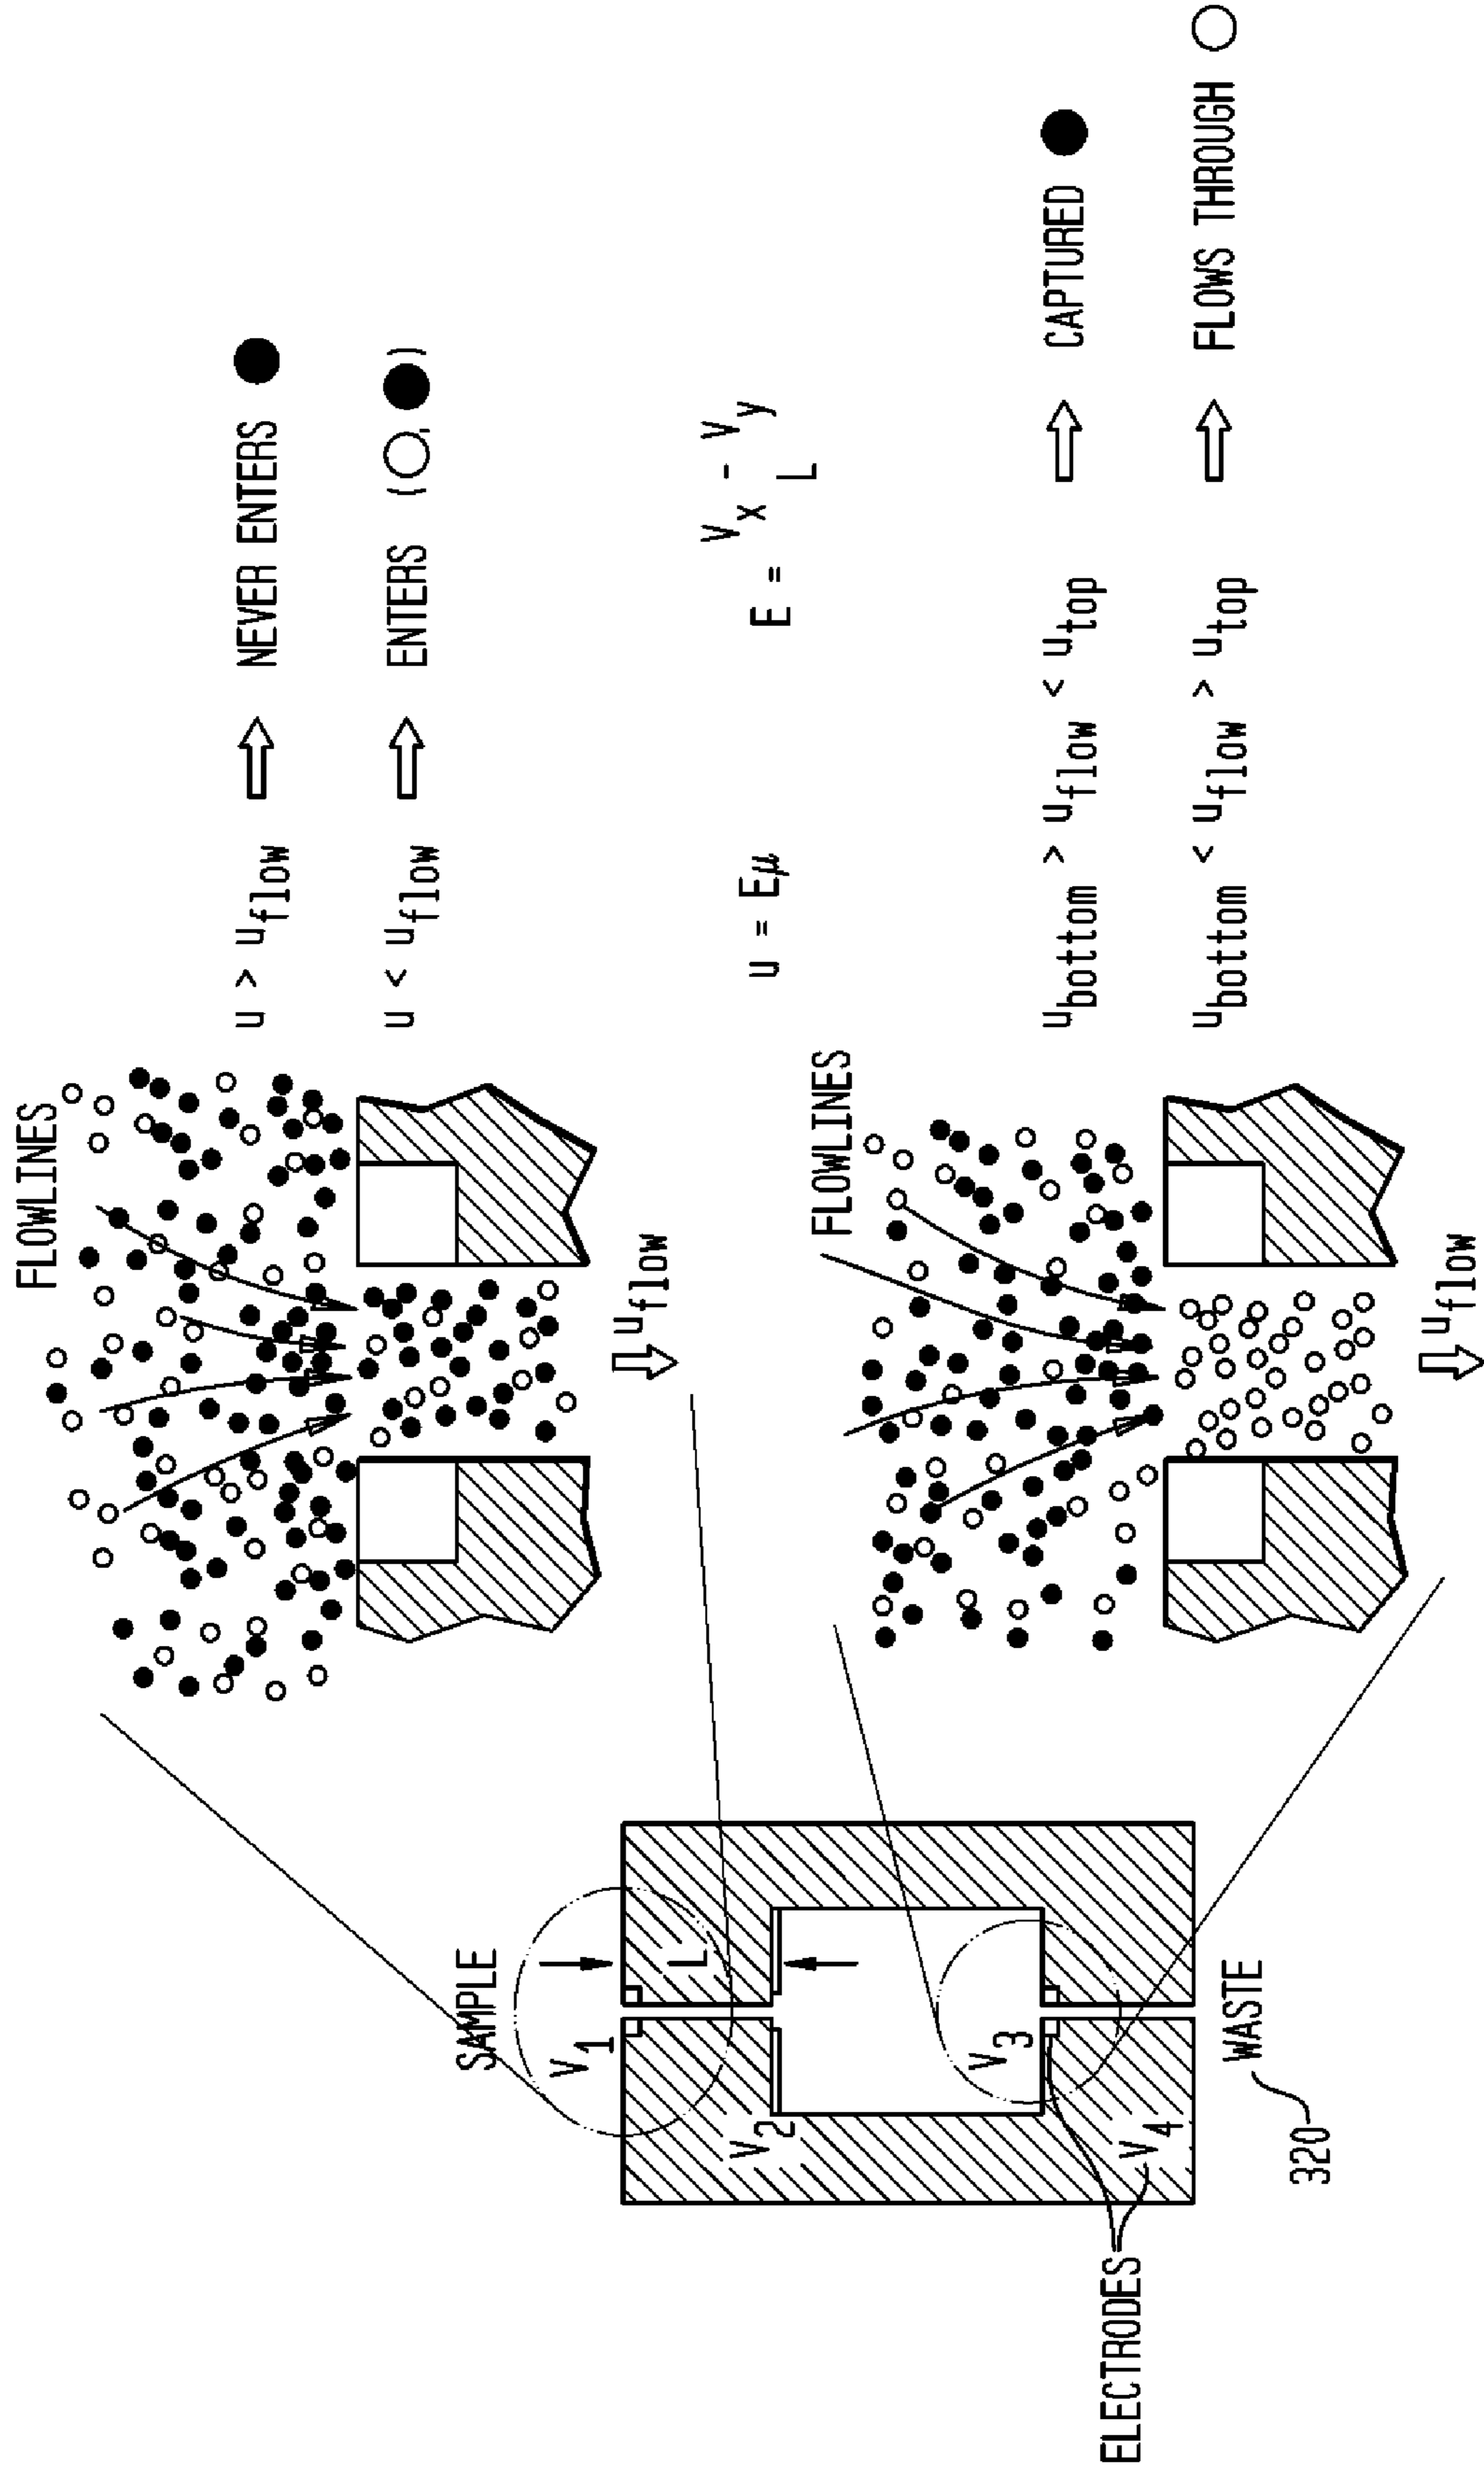 FLOWLINES
u > u_flow ⇒ NEVER ENTERS ●
u < u_flow ⇒ ENTERS (○, ●)
u_flow
u = Eμ
E = V_x - V_y
L
SAMPLE
V_1
L
V_2
V_3
V_4
ELECTRODES
WASTE
320
FLOWLINES
u_bottom > u_flow < u_top ⇒ CAPTURED ●
u_bottom < u_flow > u_top ⇒ FLOWS THROUGH ○
u_flow